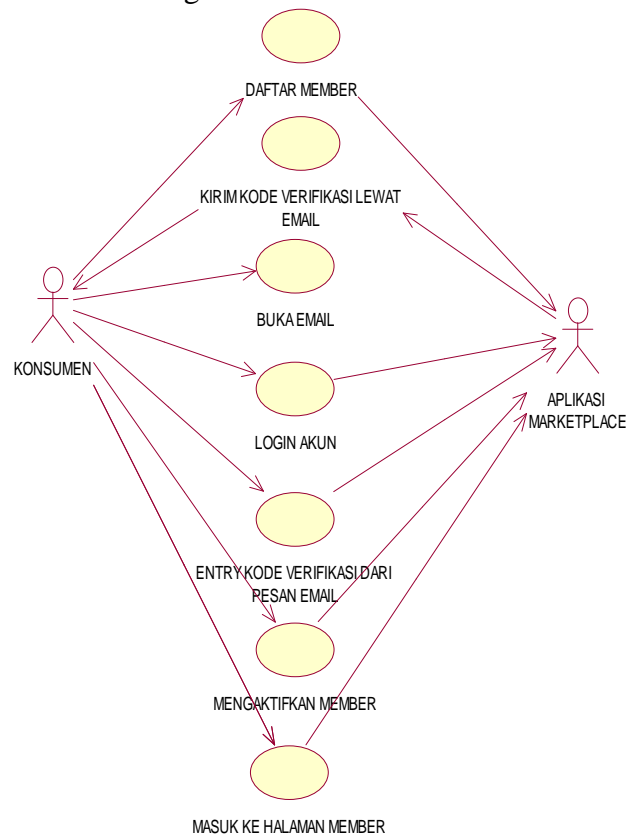 g
DAFTAR MEMBER
KIRIM KODE VERIFIKASI LEWAT
EMAIL
BUKA EMAIL
KONSUMEN
LOGIN AKUN
APLIKASI
MARKETPLACE
ENTRY KODE VERIFIKASI DARI
PESAN EMAIL
MENGAKTIFKAN MEMBER
MASUK KE HALAMAN MEMBER